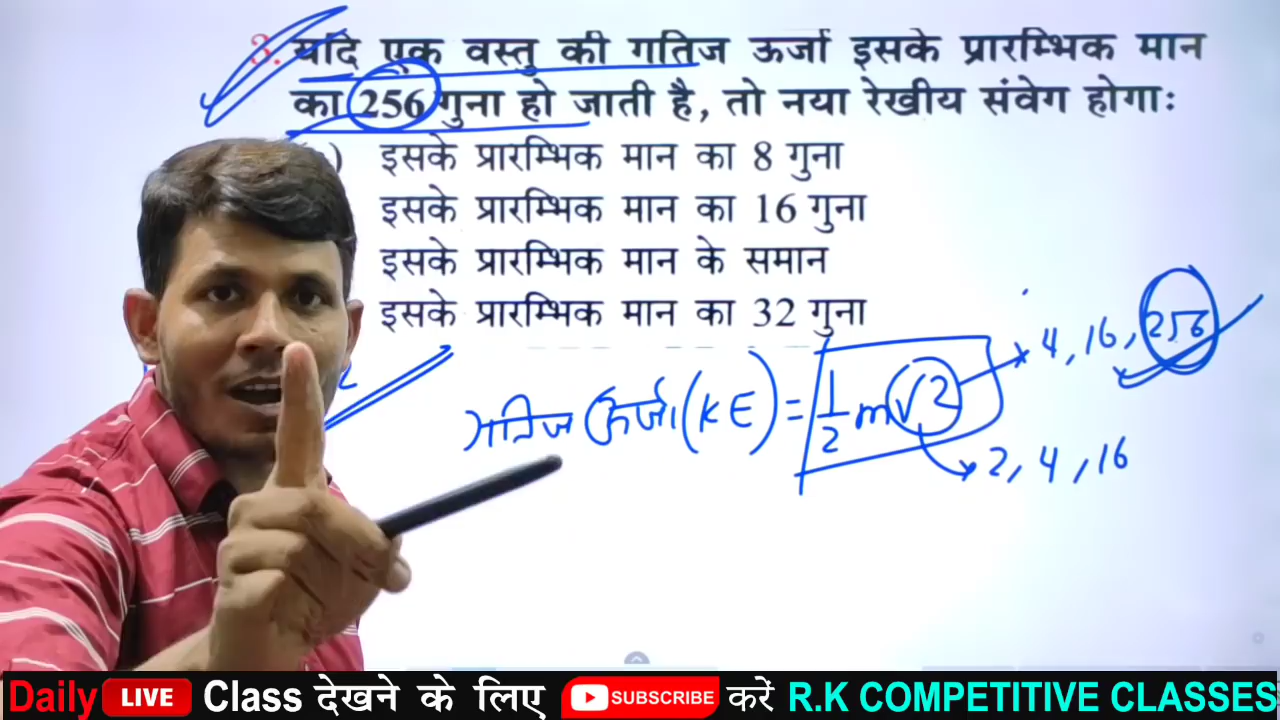 3. यदि एक वस्तु की गतिज ऊर्जा इसके प्रारम्भिक मान
का 256 गुना हो जाती है, तो नया रेखीय संवेग होगाः
) इसके प्रारम्भिक मान का 8 गुना
इसके प्रारम्भिक मान का 16 गुना
इसके प्रारम्भिक मान के समान
इसके प्रारम्भिक मान का 32 गुना
4, 16, 256
गतिज ऊर्जा (KE) = 1/2 mv2
2, 4, 16
Daily LIVE Class देखने के लिए SUBSCRIBE करें R.K COMPETITIVE CLASSES